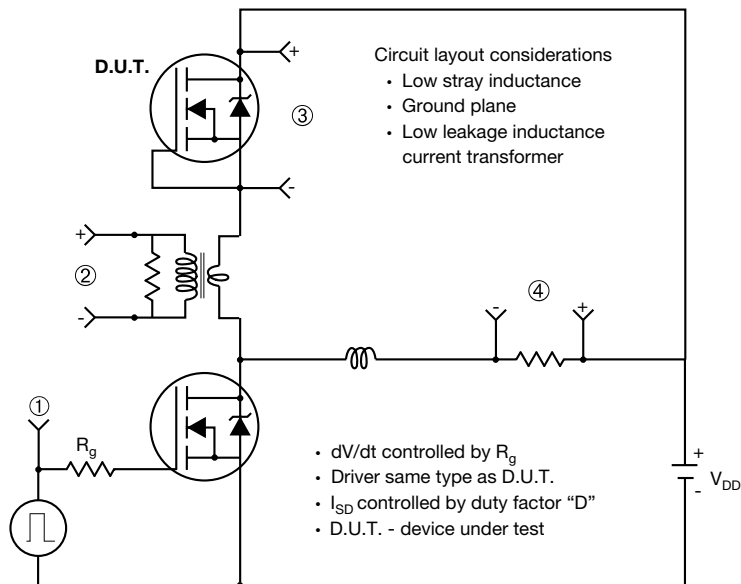 D.U.T.
+
Circuit layout considerations
• Low stray inductance
• Ground plane
• Low leakage inductance
current transformer
③
-
+
②
-
④
-
+
①
R_g
• dV/dt controlled by R_g
• Driver same type as D.U.T.
• I_SD controlled by duty factor “D”
• D.U.T. - device under test
+
V_DD
-